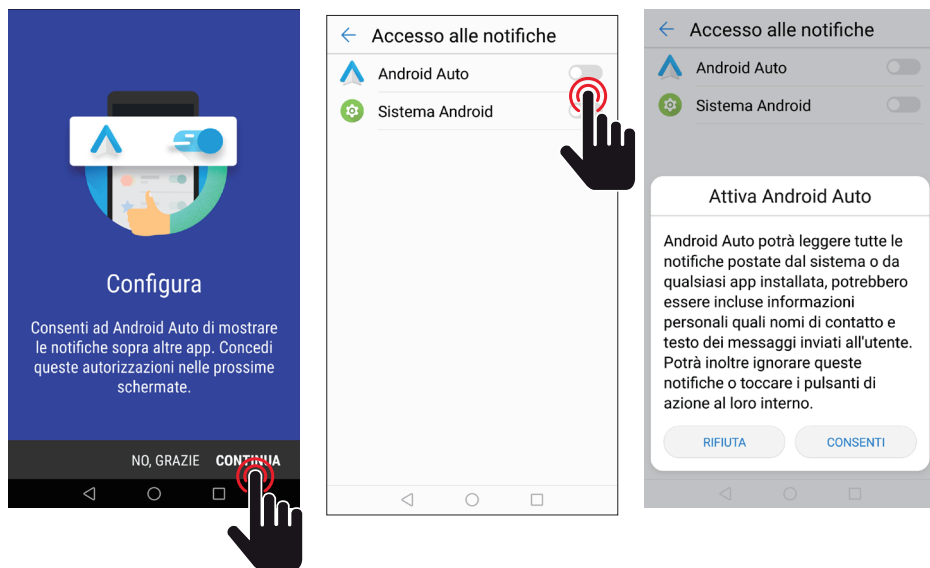 Configura
Consenti ad Android Auto di mostrare
le notifiche sopra altre app. Concedi
queste autorizzazioni nelle prossime
schermate.
NO, GRAZIE CONTINUA
Accesso alle notifiche
Android Auto
Sistema Android
Accesso alle notifiche
Android Auto
Sistema Android
Attiva Android Auto
Android Auto potrà leggere tutte le
notifiche postate dal sistema o da
qualsiasi app installata, potrebbero
essere incluse informazioni
personali quali nomi di contatto e
testo dei messaggi inviati all'utente.
Potrà inoltre ignorare queste
notifiche o toccare i pulsanti di
azione al loro interno.
RIFIUTA CONSENTI